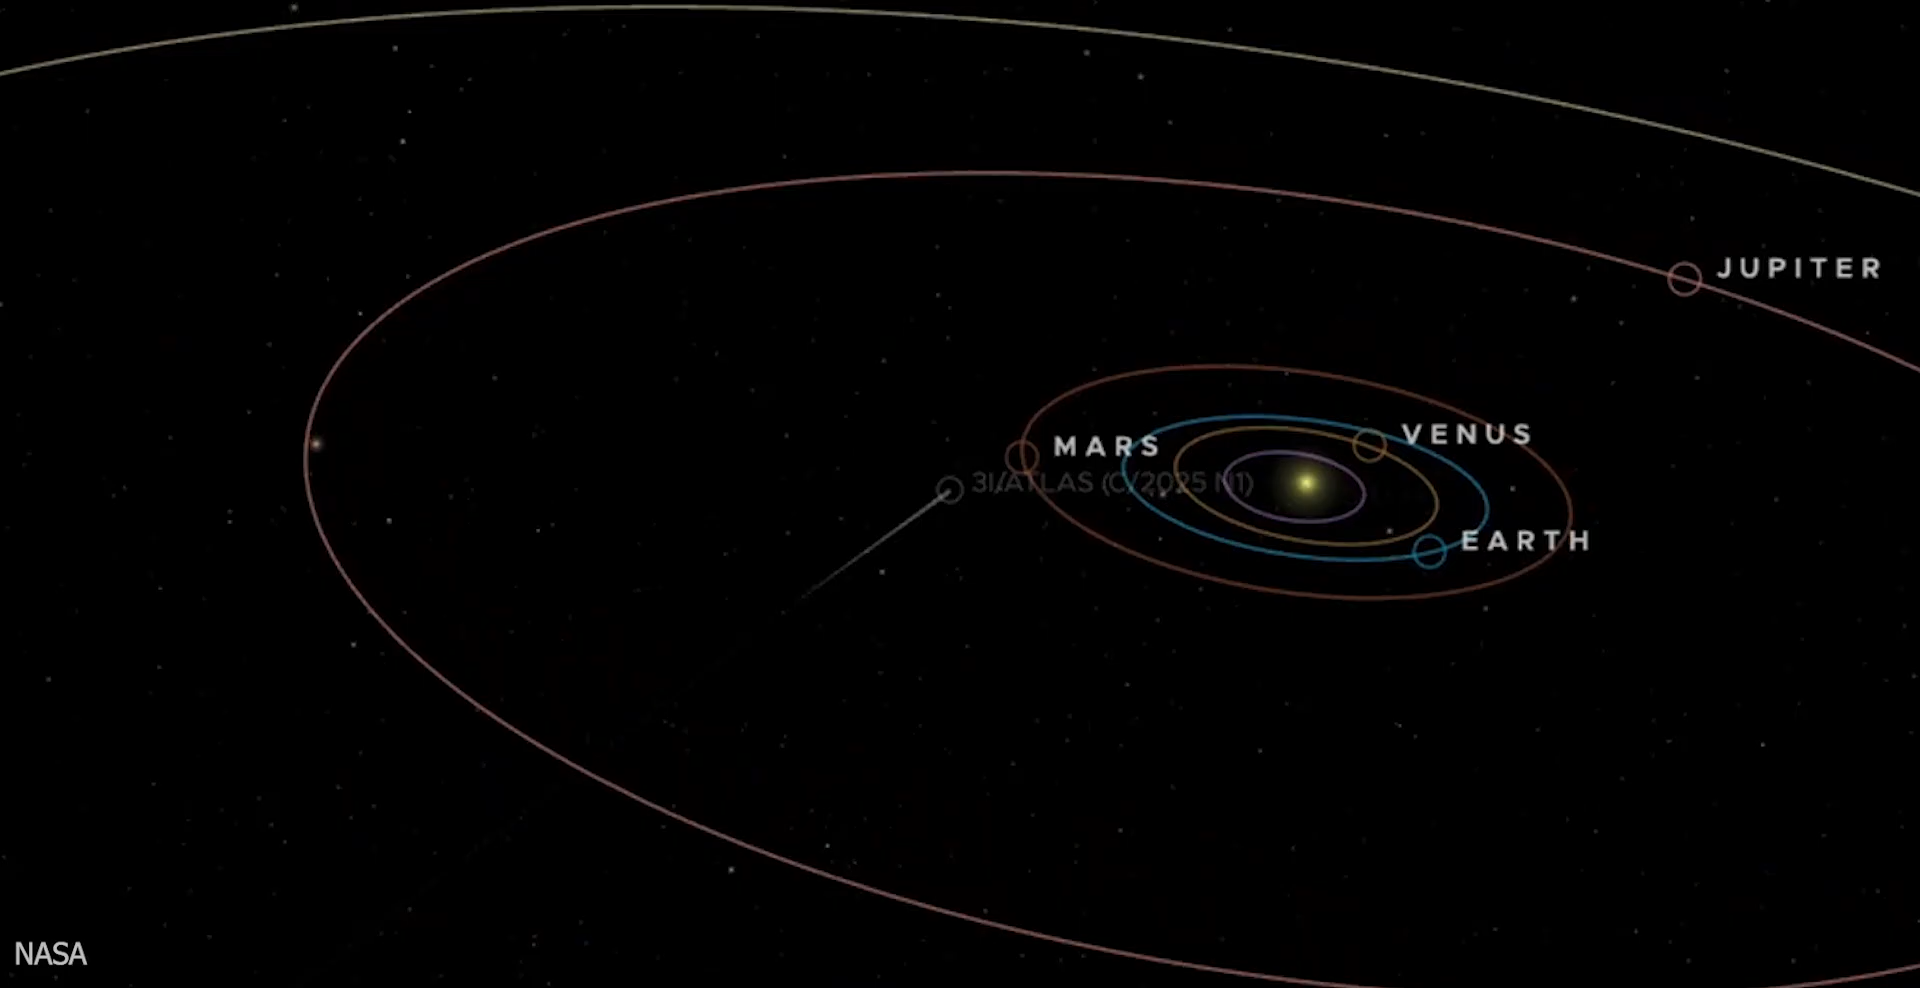 JUPITER
VENUS
MARS
3I/ATLAS (C/2025 N1)
EARTH
NASA